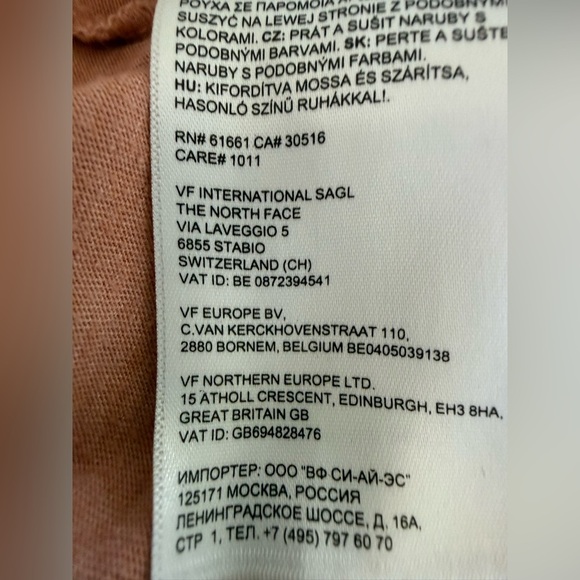 ΡΟΥΧΑ ΣΕ ΠΑΡΟΜΟΙΑ
SUSZYĆ NA LEWEJ STRONIE Z PODOBNYMI
KOLORAMI. CZ: PRÁT A SUŠIT NARUBY S
PODOBNÝMI BARVAMI. SK: PERTE A SUŠTE
NARUBY S PODOBNÝMI FARBAMI.
HU: KIFORDÍTVA MOSSA ÉS SZÁRÍTSA,
HASONLÓ SZÍNŰ RUHÁKKAL!.
RN# 61661 CA# 30516
CARE# 1011
VF INTERNATIONAL SAGL
THE NORTH FACE
VIA LAVEGGIO 5
6855 STABIO
SWITZERLAND (CH)
VAT ID: BE 0872394541
VF EUROPE BV,
C.VAN KERCKHOVENSTRAAT 110,
2880 BORNEM, BELGIUM BE0405039138
VF NORTHERN EUROPE LTD.
15 ATHOLL CRESCENT, EDINBURGH, EH3 8HA,
GREAT BRITAIN GB
VAT ID: GB694828476
ИМПОРТЕР: ООО "ВФ СИ-АЙ-ЭС"
125171 МОСКВА, РОССИЯ
ЛЕНИНГРАДСКОЕ ШОССЕ, Д. 16А,
СТР 1, ТЕЛ. +7 (495) 797 60 70